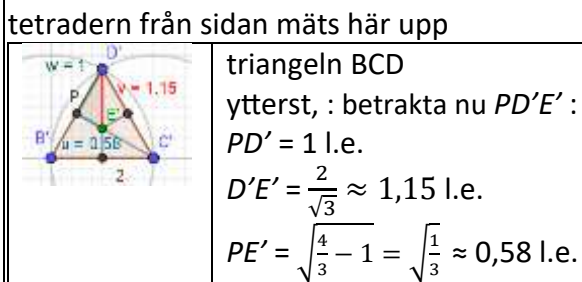 tetradern från sidan mäts här upp
D'
w = 1
v = 1.15
P
E'
B'
u = 0.58
C'
2
triangeln BCD
ytterst, : betrakta nu PD'E' :
PD' = 1 l.e.
D'E' = 2/√3 ≈ 1,15 l.e.
PE' = √(4/3 − 1) = √(1/3) ≈ 0,58 l.e.